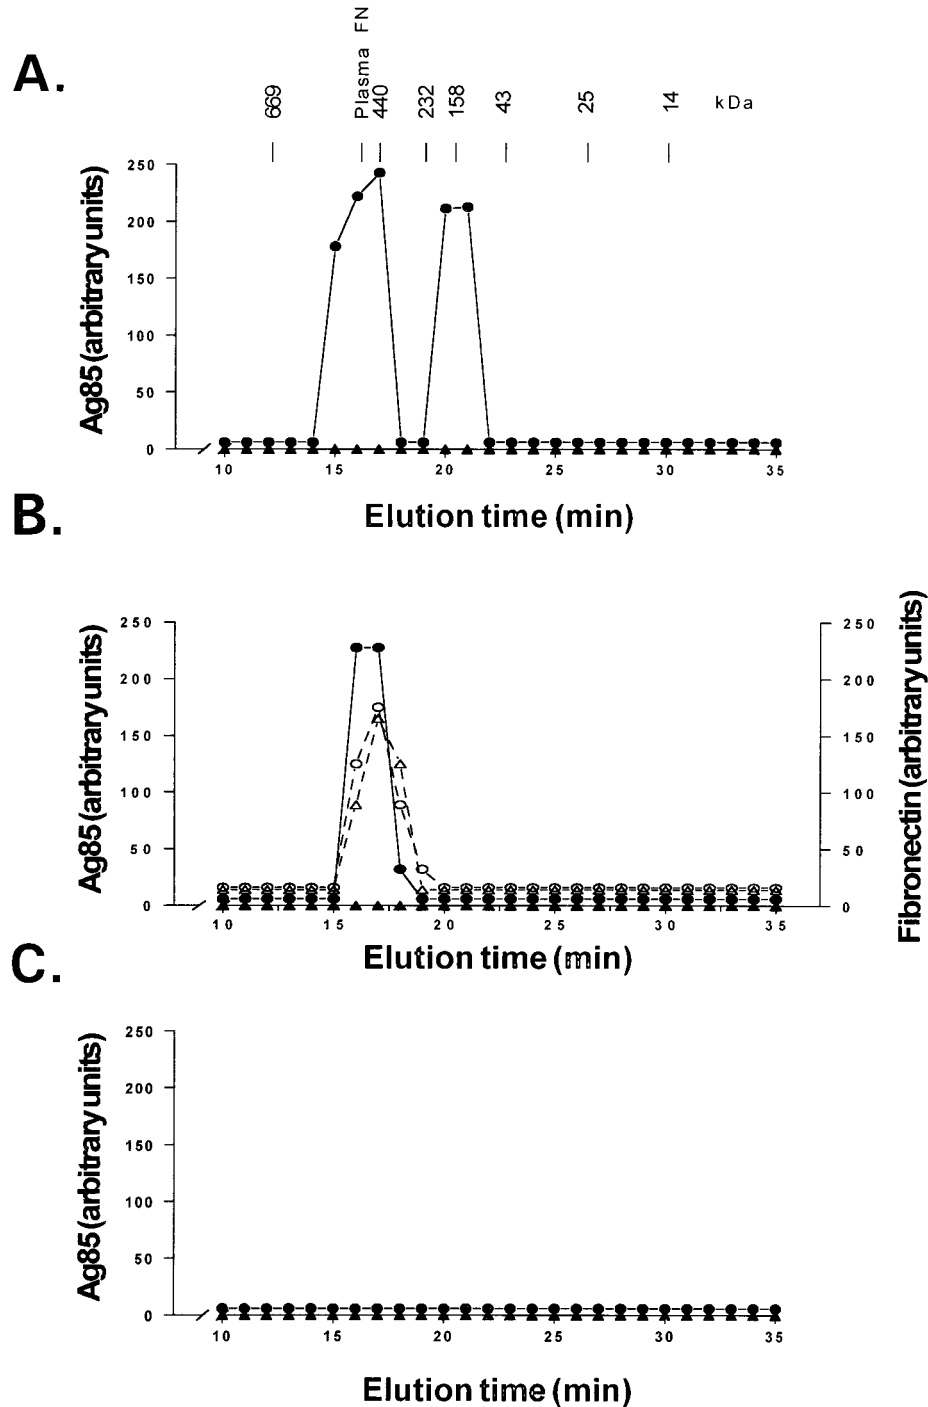 A.
669
Plasma FN
440
232
158
43
25
14
kDa
Ag85 (arbitrary units)
250
200
150
100
50
0
10 15 20 25 30 35
Elution time (min)
B.
Ag85 (arbitrary units)
250
200
150
100
50
0
Fibronectin (arbitrary units)
250
200
150
100
50
0
10 15 20 25 30 35
Elution time (min)
C.
Ag85 (arbitrary units)
250
200
150
100
50
0
10 15 20 25 30 35
Elution time (min)